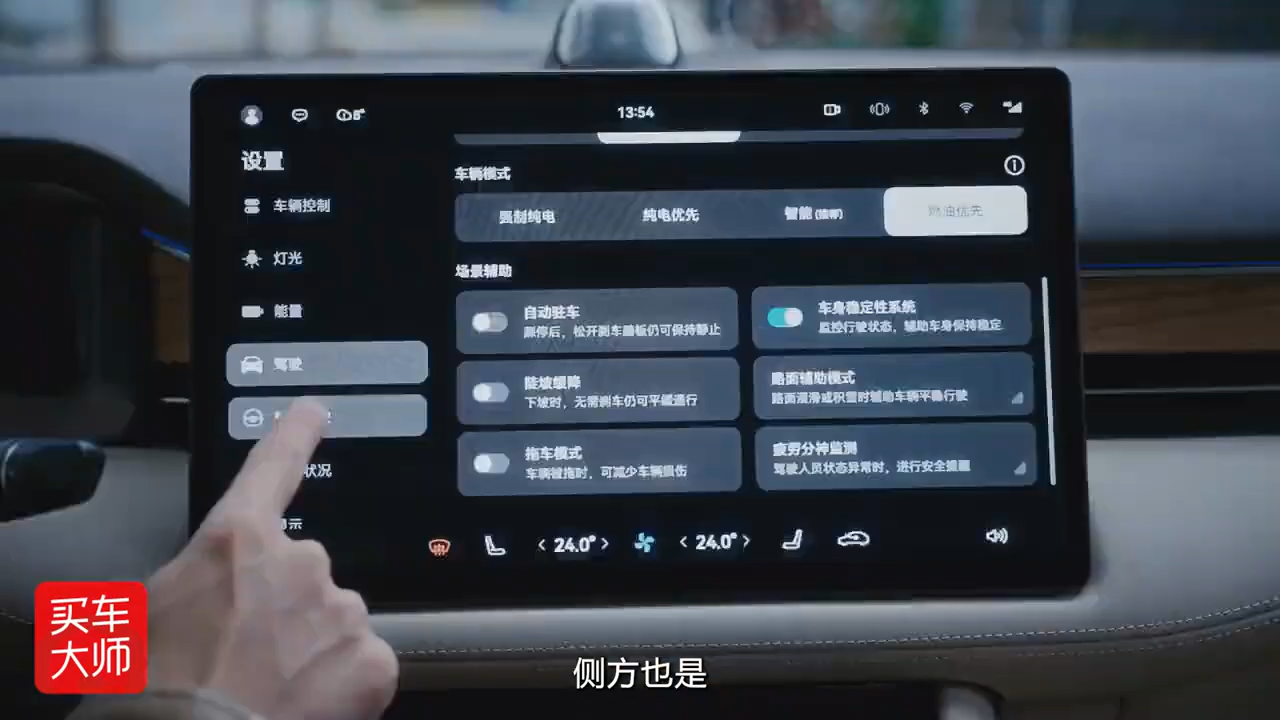 13:54
设置
车辆控制
灯光
能量
驾驶
状况
车辆模式
强制纯电
纯电优先
智能
燃油优先
场景辅助
自动驻车
踩停后，松开刹车踏板仍可保持静止
车身稳定性系统
监控行驶状态，辅助车身保持稳定
陡坡缓降
下坡时，无需刹车仍可平缓通行
路面辅助模式
路面湿滑或积雪时辅助车辆平稳行驶
拖车模式
车辆被拖时，可减少车辆损伤
疲劳分神监测
驾驶人员状态异常时，进行安全提醒
24.0°
24.0°
买车
大师
侧方也是